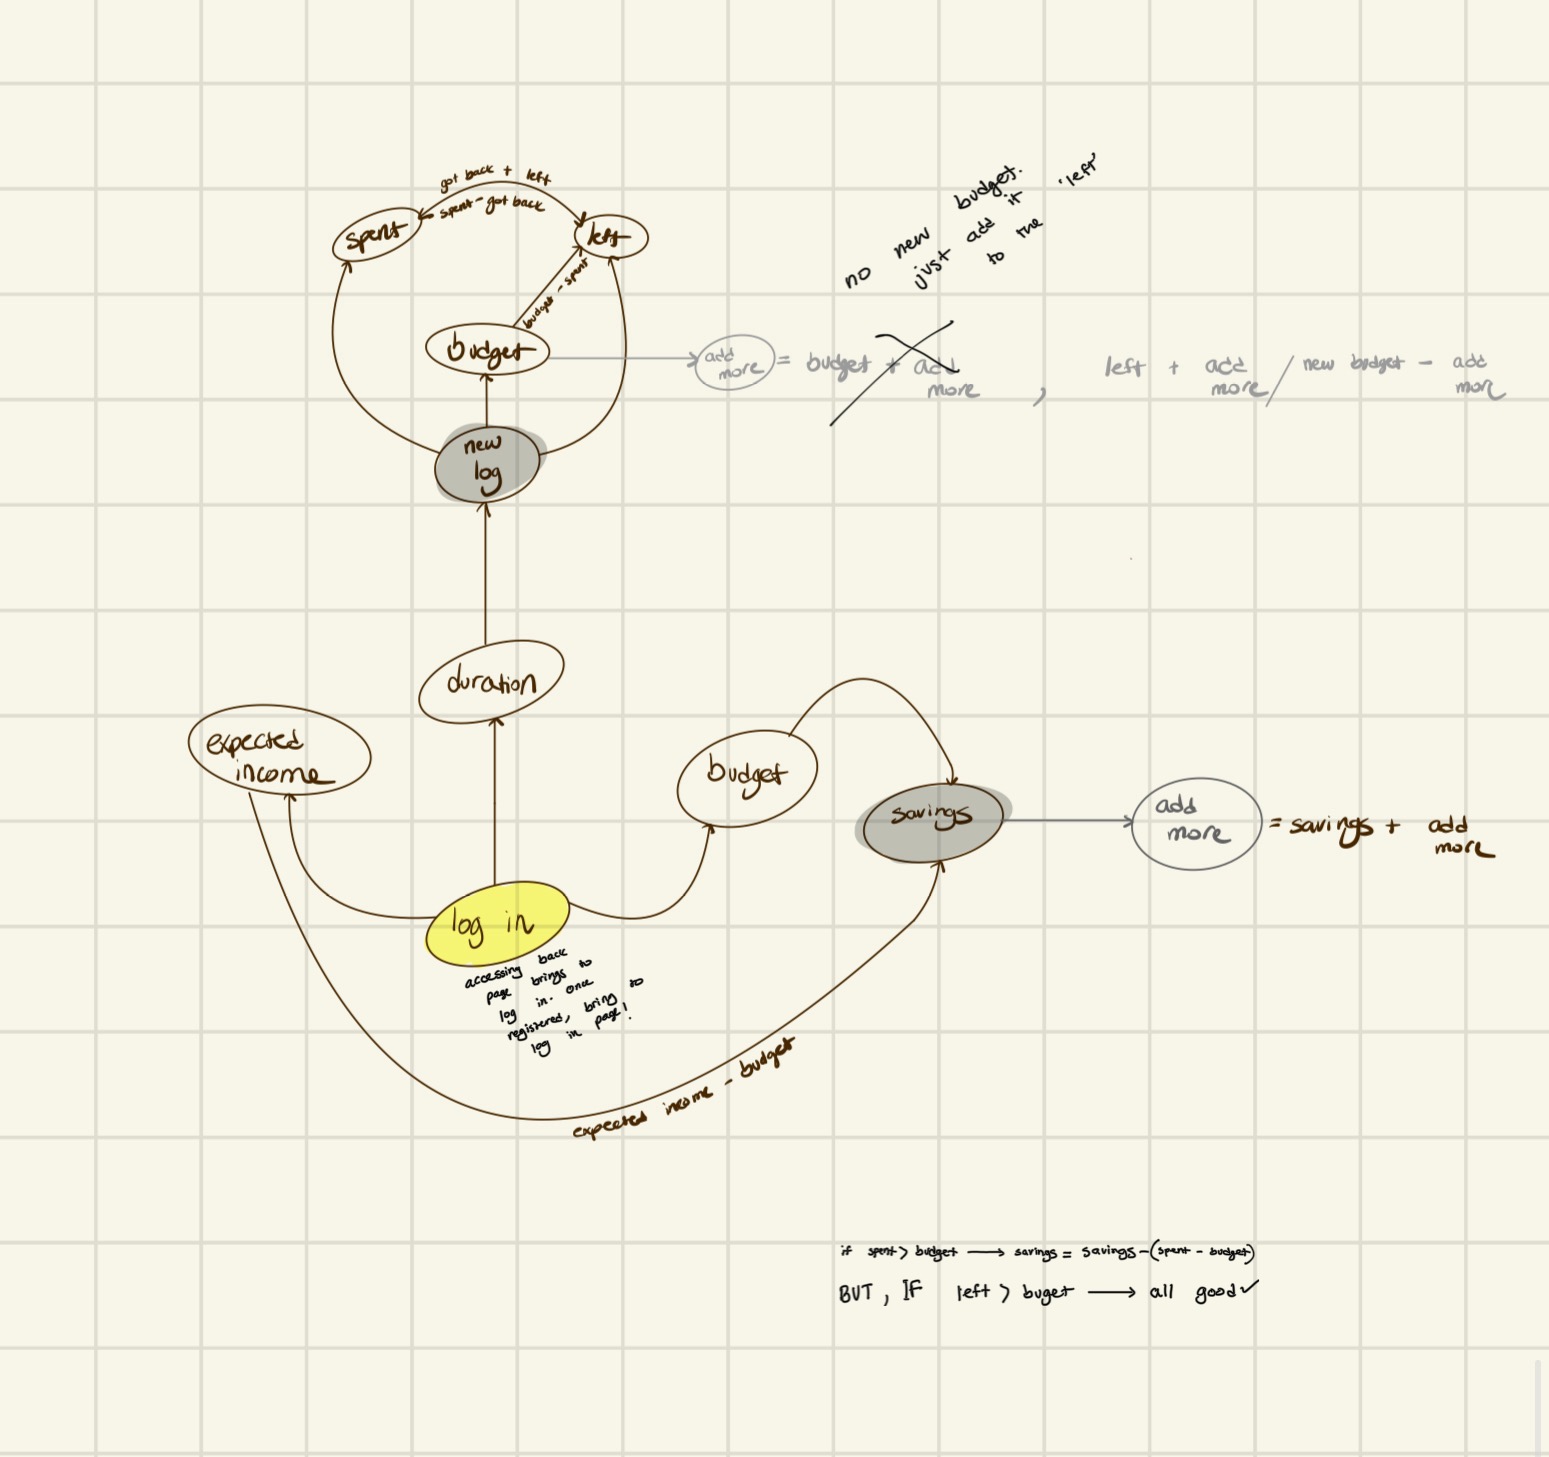 got back + left
spent - got back
spent
left
budget - spent
budget
no new budget.
just add it
to the 'left'
add
more
= budget + add
more
,
left + add
more / new budget - add
more
new
log
duration
expected
income
budget
savings
add
more
= savings + add
more
log in
accessing back
page brings to
log in. once
registered, bring to
log in page!
expected income - budget
if spent > budget → savings = savings - (spent - budget)
BUT, IF left > buget → all good ✓